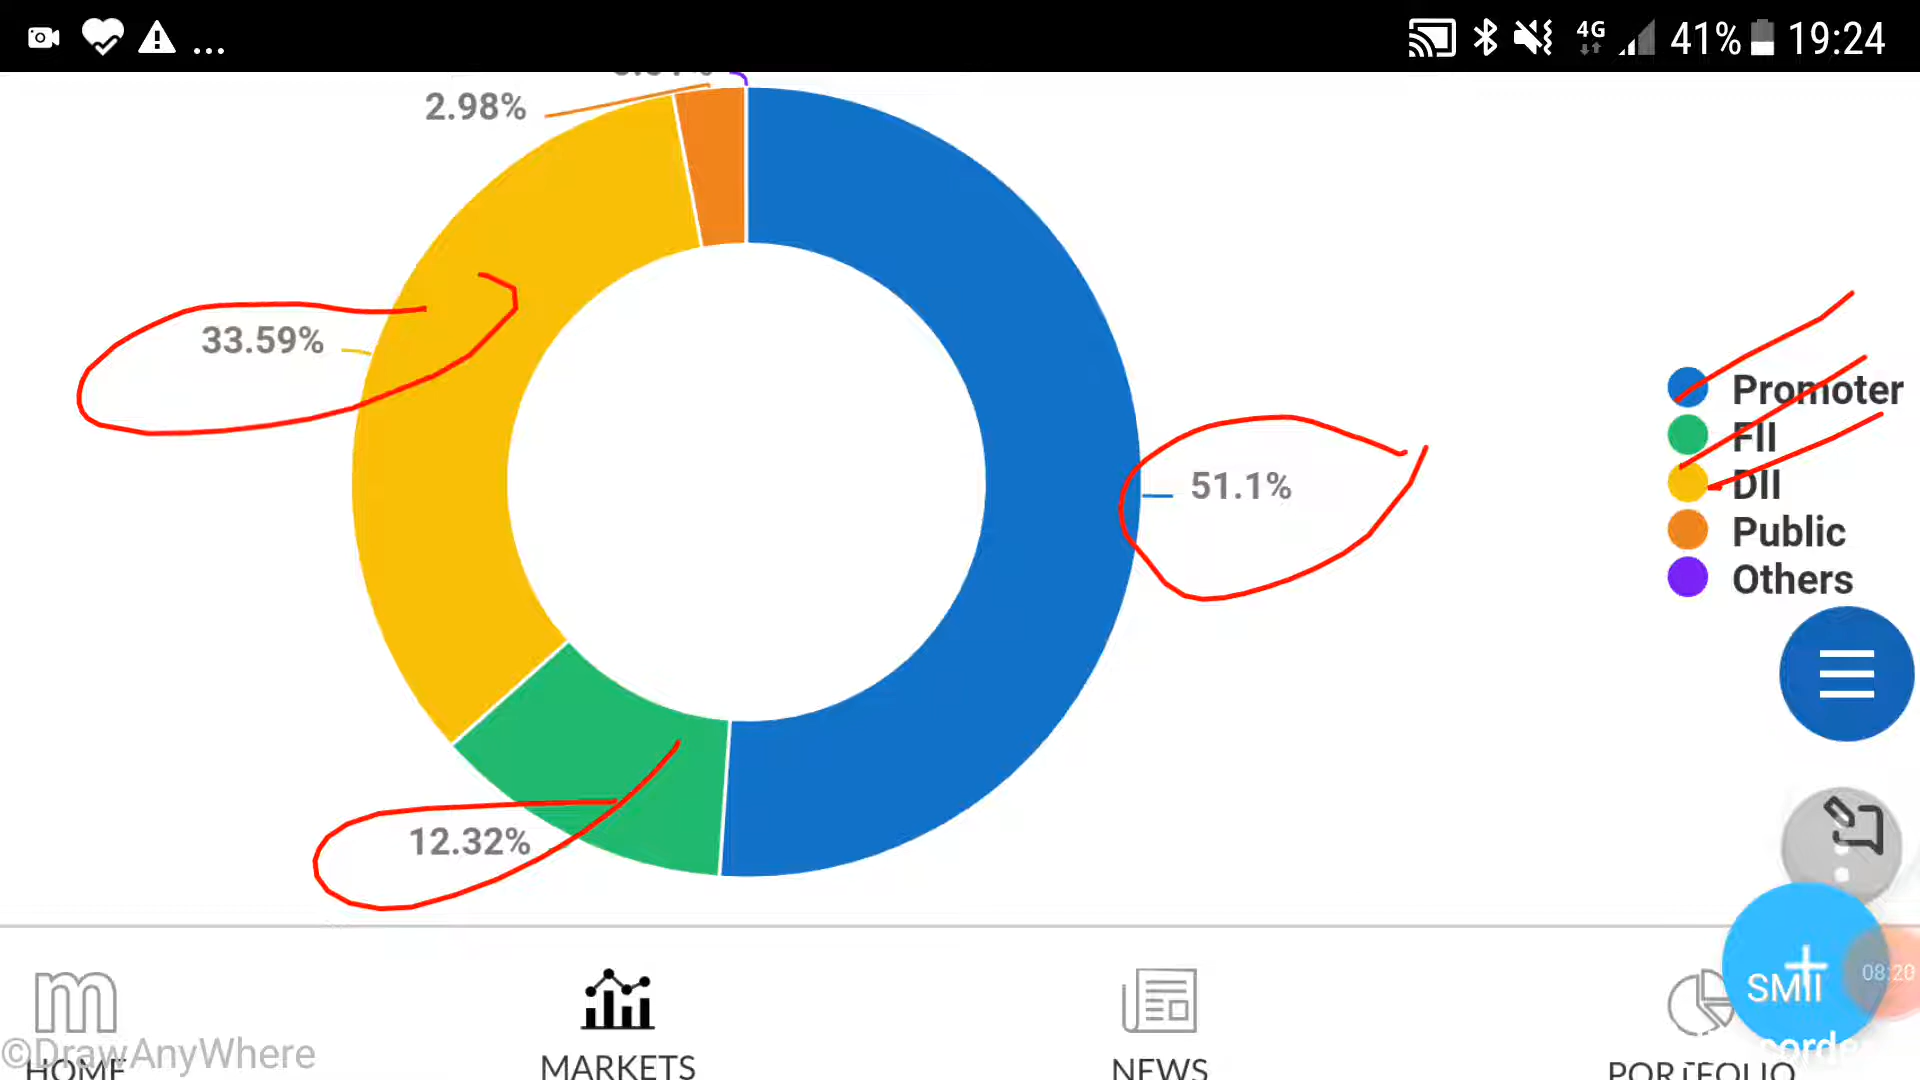 ... 4G 41% 19:24
2.98%
33.59%
51.1%
12.32%
Promoter
FII
DII
Public
Others
SMII
08:20
©DrawAnyWhere
HOME
MARKETS
NEWS
PORTFOLIO